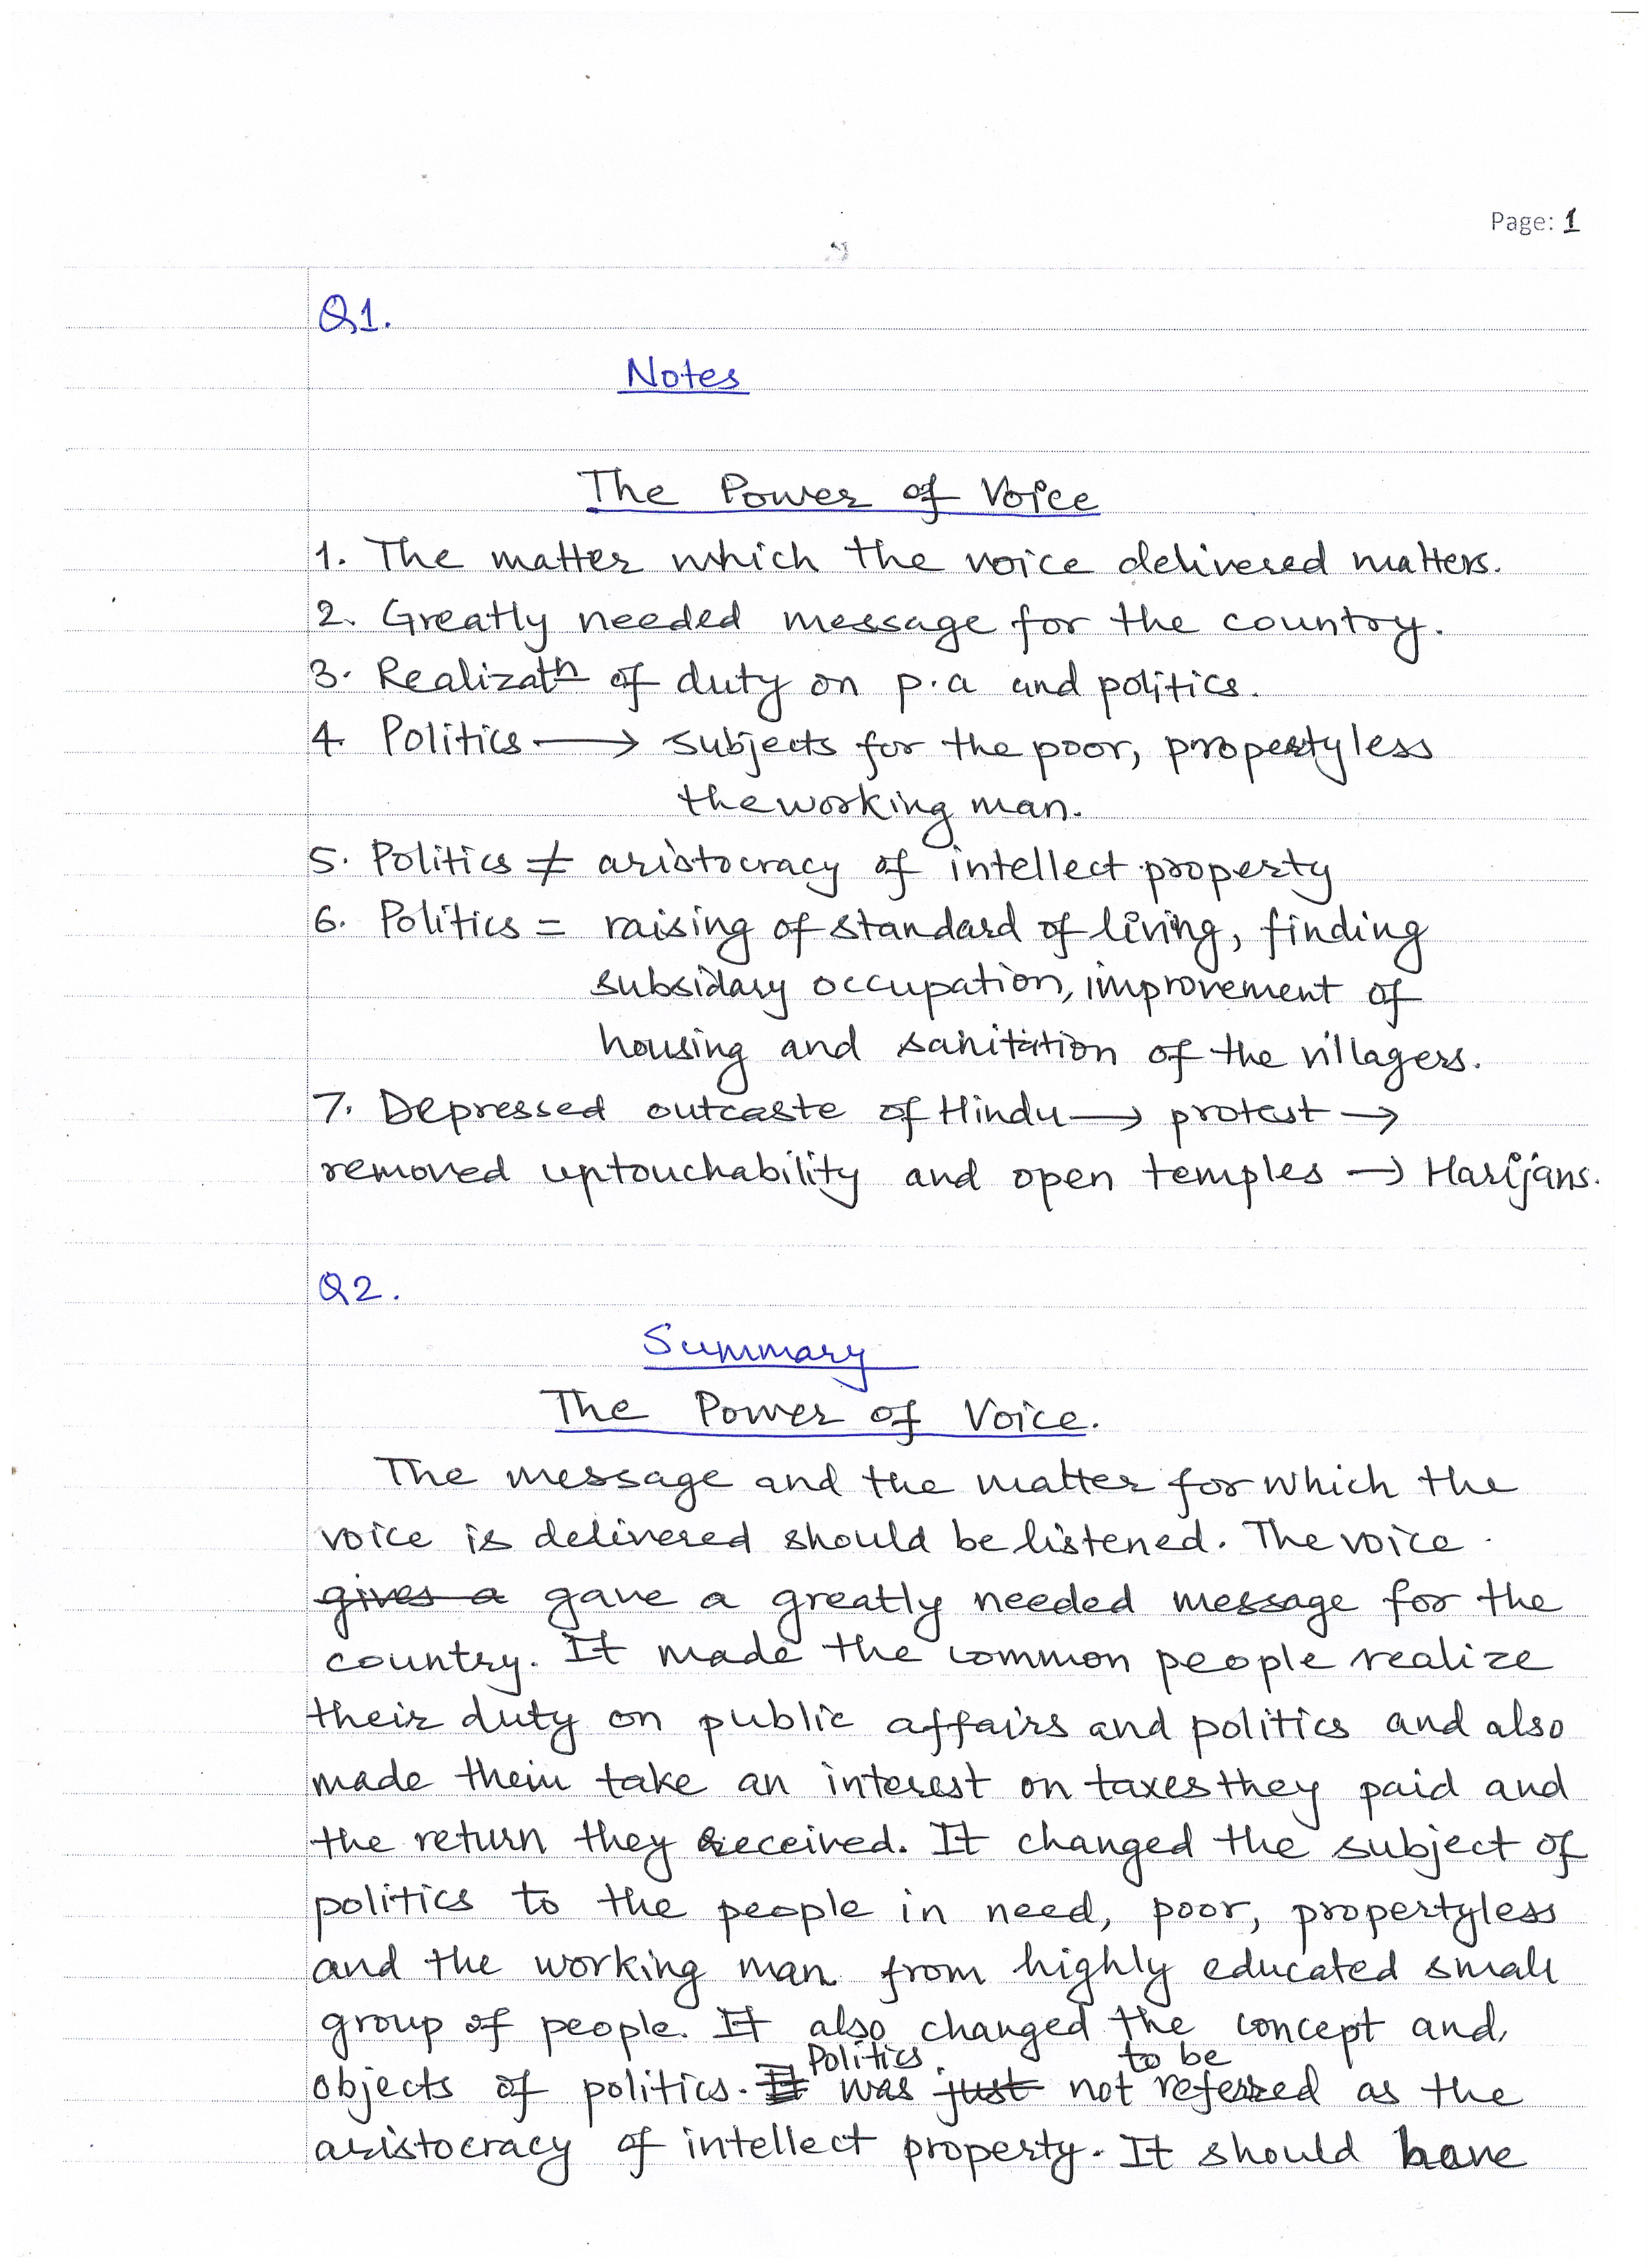 Page: 1
Q1.
Notes
The Power of Voice
1. The matter which the voice delivered matters.
2. Greatly needed message for the country.
3. Realizatn of duty on p.a and politics.
4 Politics → subjects for the poor, propertyless
the working man.
5. Politics ≠ aristocracy of intellect property
6. Politics = raising of standard of living, finding
subsidary occupation, improvement of
housing and sanitation of the villagers.
7. Depressed outcaste of Hindu → protest →
removed uptouchability and open temples → Harijans.
Q2.
Summary
The Power of Voice.
The message and the matter for which the
voice is delivered should be listened. The voice
gives a gave a greatly needed message for the
country. It made the common people realize
their duty on public affairs and politics and also
made them take an interest on taxes they paid and
the return they received. It changed the subject of
politics to the people in need, poor, propertyless
and the working man from highly educated small
group of people. It also changed the concept and
objects of politics. It Politics was just not to be referred as the
aristocracy of intellect property. It should have